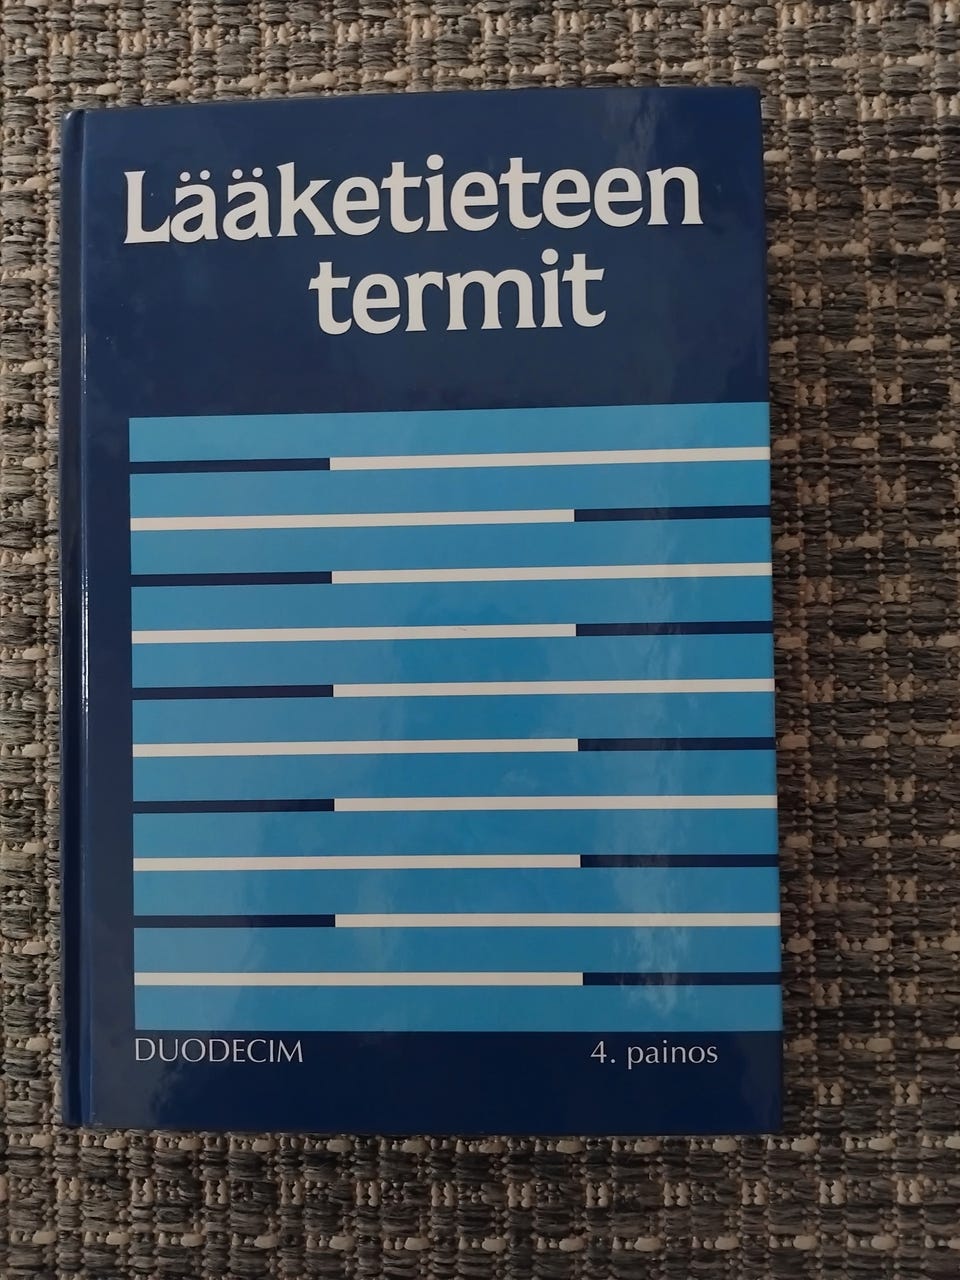 Lääketieteen
termit
DUODECIM
4. painos